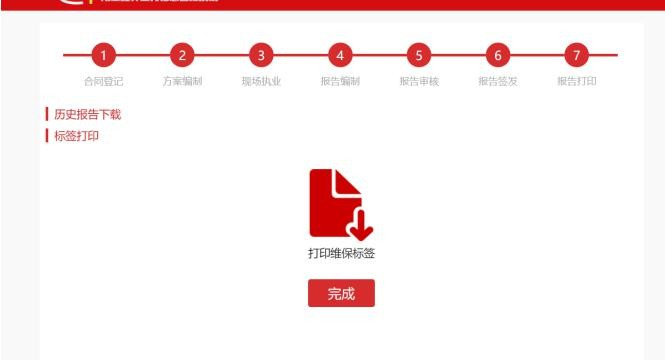 1 2 3 4 5 6 7
合同登记 方案编制 现场执业 报告编制 报告审核 报告签发 报告打印
历史报告下载
标签打印
打印维保标签
完成